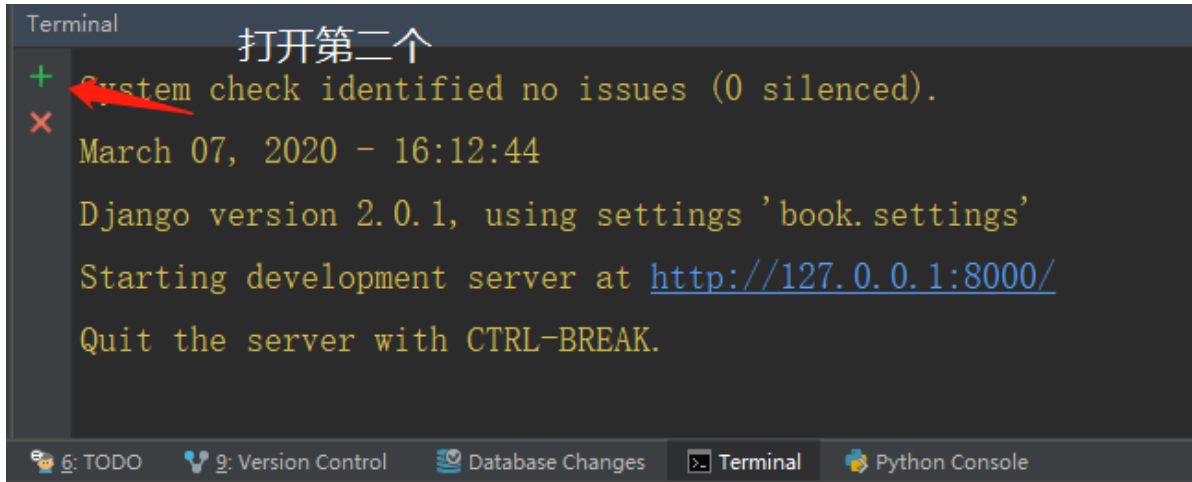 Terminal
打开第二个
System check identified no issues (0 silenced).
March 07, 2020 - 16:12:44
Django version 2.0.1, using settings 'book.settings'
Starting development server at http://127.0.0.1:8000/
Quit the server with CTRL-BREAK.
6: TODO 9: Version Control Database Changes Terminal Python Console